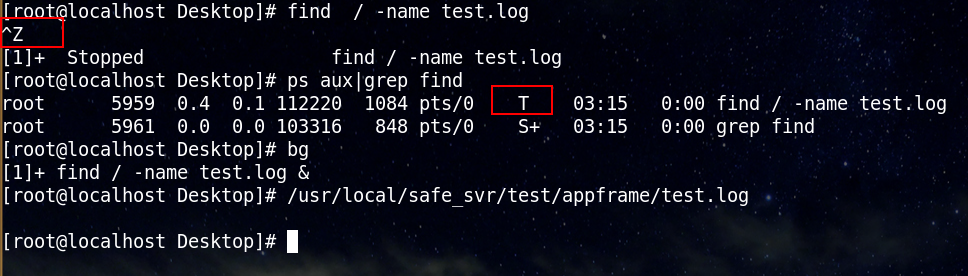 [root@localhost Desktop]# find  / -name test.log
^Z
[1]+  Stopped                 find / -name test.log
[root@localhost Desktop]# ps aux|grep find
root      5959  0.4  0.1 112220  1084 pts/0    T    03:15   0:00 find / -name test.log
root      5961  0.0  0.0 103316   848 pts/0    S+   03:15   0:00 grep find
[root@localhost Desktop]# bg
[1]+ find / -name test.log &
[root@localhost Desktop]# /usr/local/safe_svr/test/appframe/test.log
[root@localhost Desktop]#